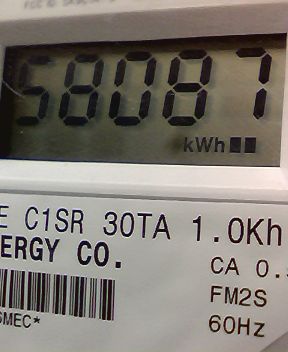 58087
kWh
E C1SR 30TA 1.0Kh
ERGY CO.
CA 0.
FM2S
60Hz
SMEC*